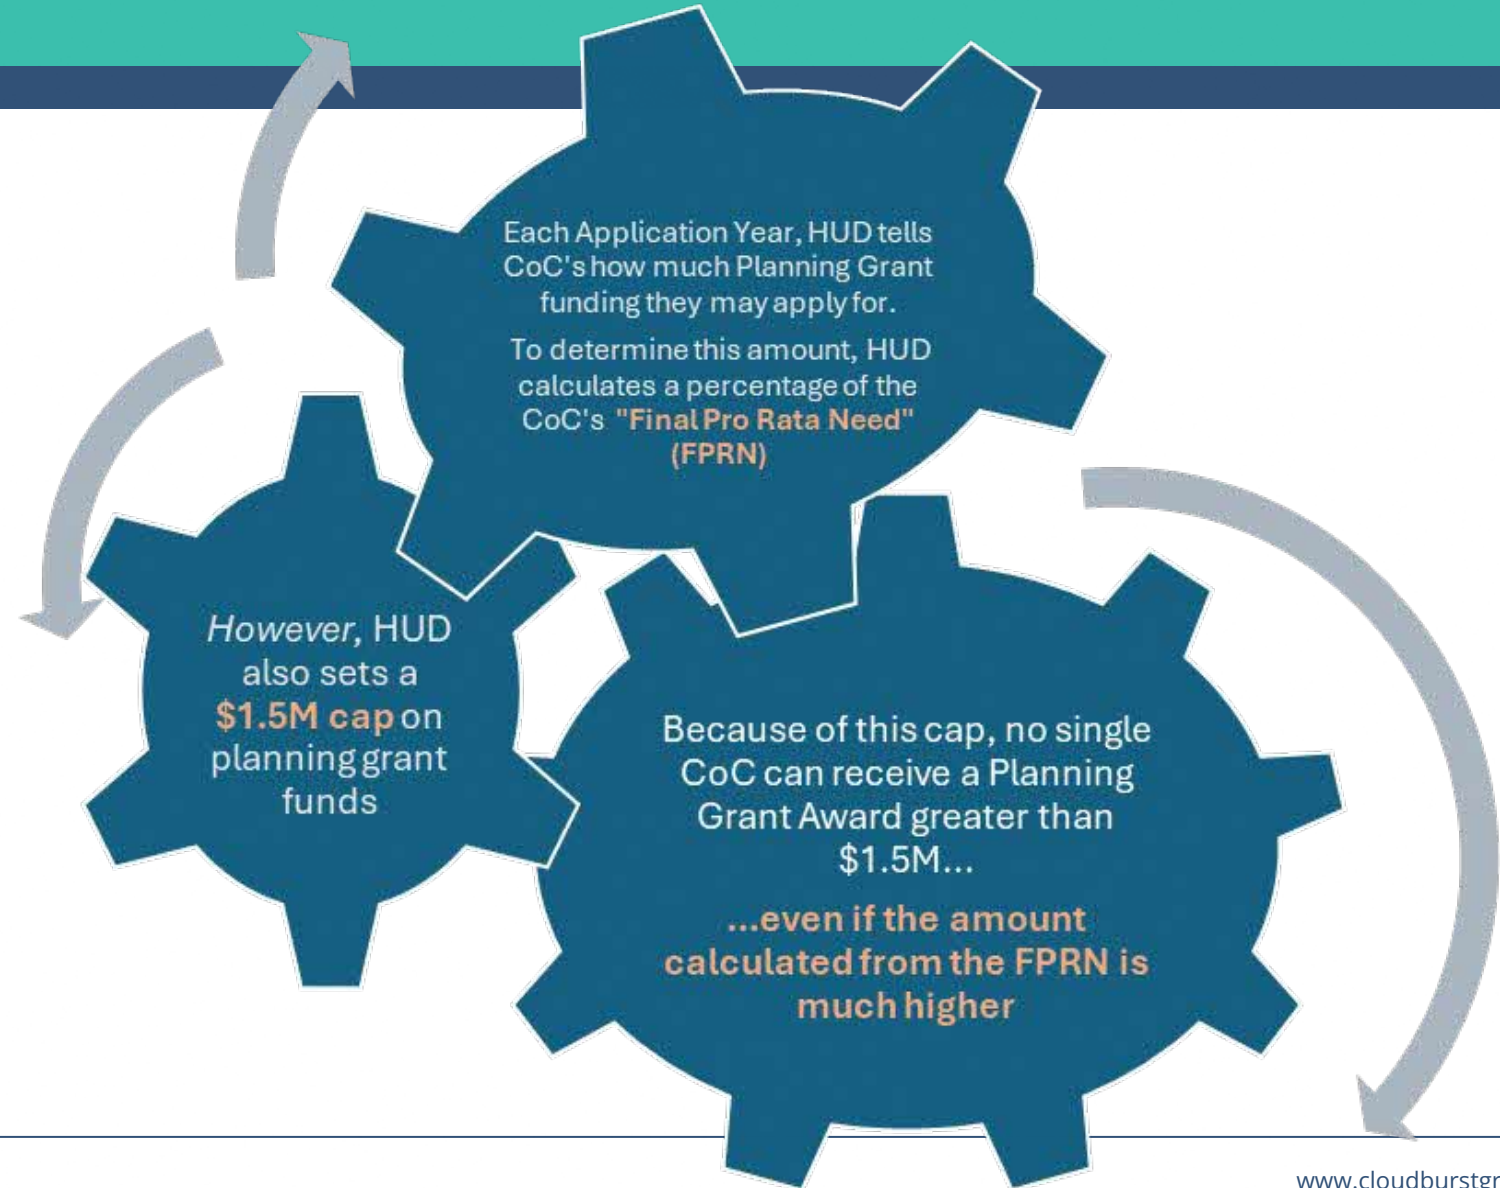 Each Application Year, HUD tells
CoC's how much Planning Grant
funding they may apply for.
To determine this amount, HUD
calculates a percentage of the
CoC's "Final Pro Rata Need"
(FPRN)
However, HUD
also sets a
$1.5M cap on
planning grant
funds
Because of this cap, no single
CoC can receive a Planning
Grant Award greater than
$1.5M...
...even if the amount
calculated from the FPRN is
much higher
www.cloudburstgr